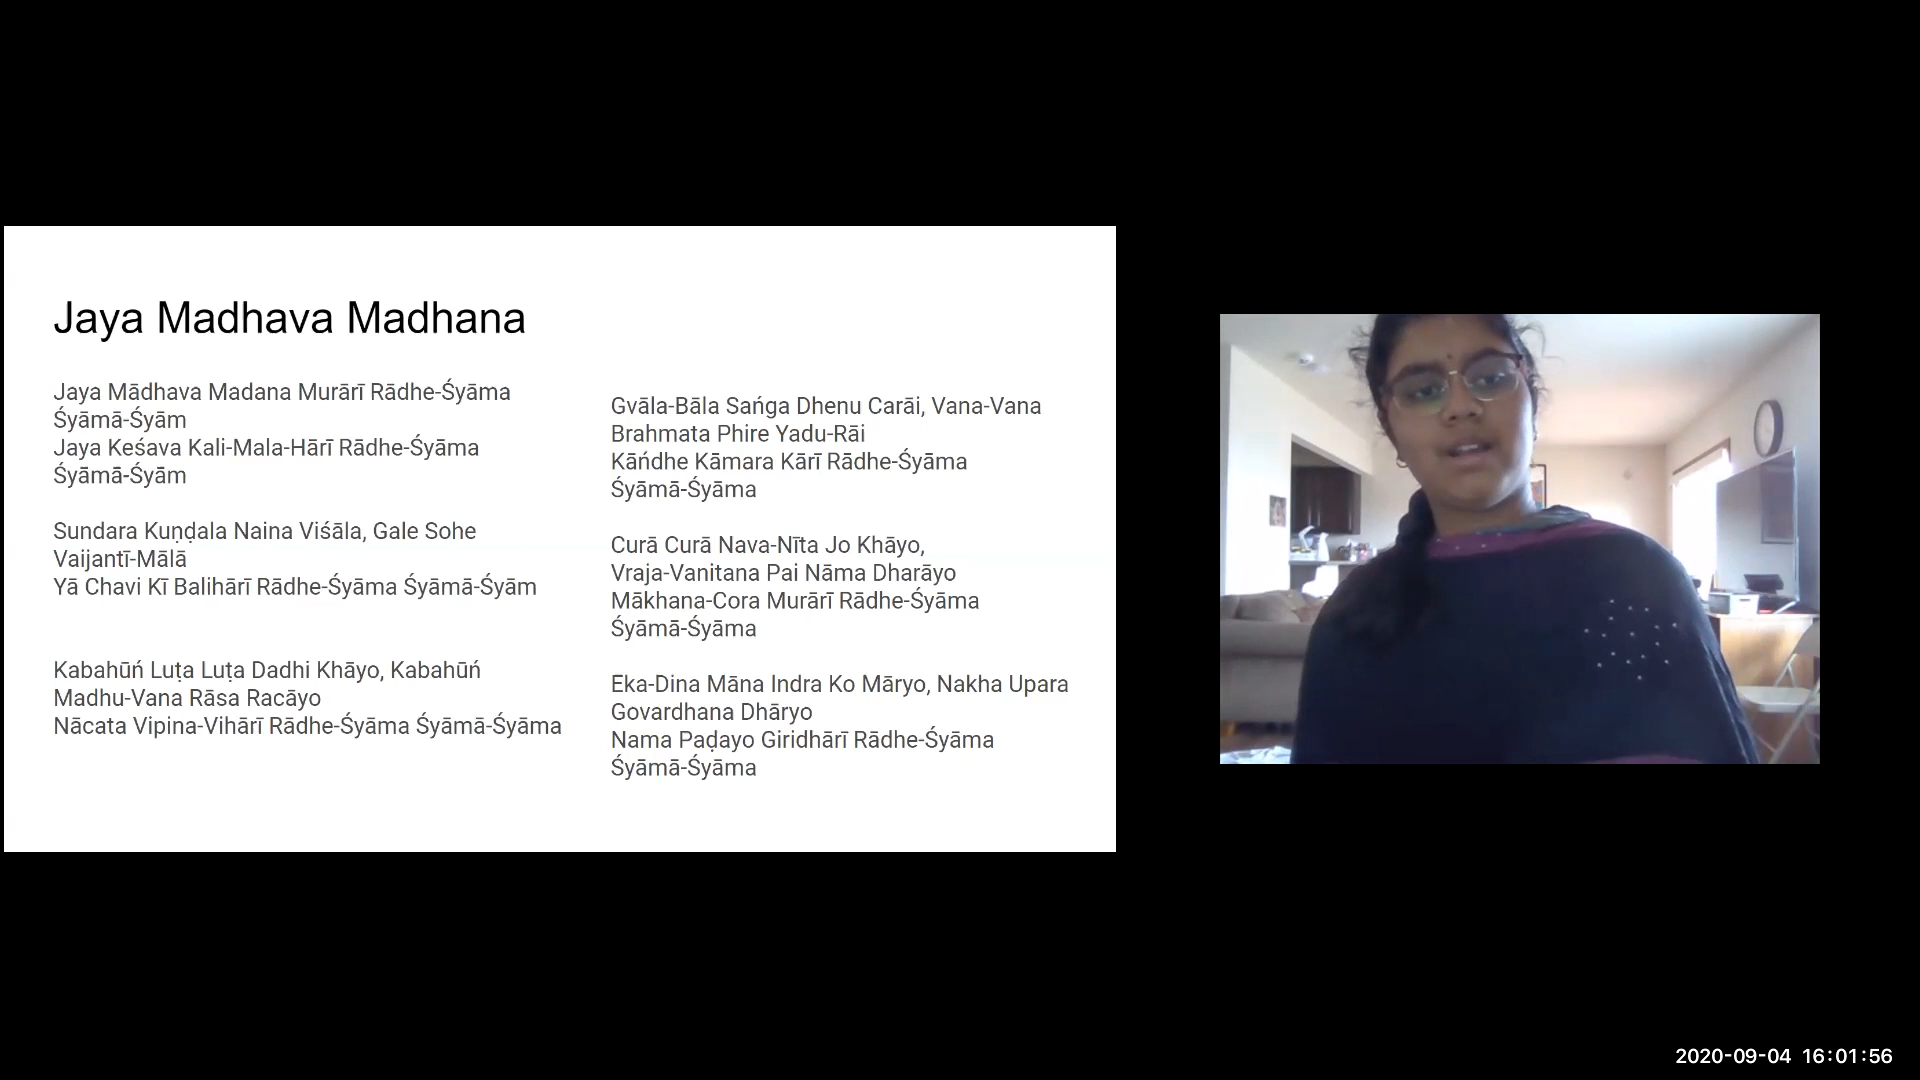 Jaya Madhava Madhana
Jaya Mādhava Madana Murārī Rādhe-Śyāma
Śyāmā-Śyām
Jaya Keśava Kali-Mala-Hārī Rādhe-Śyāma
Śyāmā-Śyām
Sundara Kuṇḍala Naina Viśāla, Gale Sohe
Vaijantī-Mālā
Yā Chavi Kī Balihārī Rādhe-Śyāma Śyāmā-Śyām
Kabahūń Luṭa Luṭa Dadhi Khāyo, Kabahūń
Madhu-Vana Rāsa Racāyo
Nācata Vipina-Vihārī Rādhe-Śyāma Śyāmā-Śyāma
Gvāla-Bāla Sańga Dhenu Carāi, Vana-Vana
Brahmata Phire Yadu-Rāi
Kāńdhe Kāmara Kārī Rādhe-Śyāma
Śyāmā-Śyāma
Curā Curā Nava-Nīta Jo Khāyo,
Vraja-Vanitana Pai Nāma Dharāyo
Mākhana-Cora Murārī Rādhe-Śyāma
Śyāmā-Śyāma
Eka-Dina Māna Indra Ko Māryo, Nakha Upara
Govardhana Dhāryo
Nama Paḍayo Giridhārī Rādhe-Śyāma
Śyāmā-Śyāma
2020-09-04 16:01:56